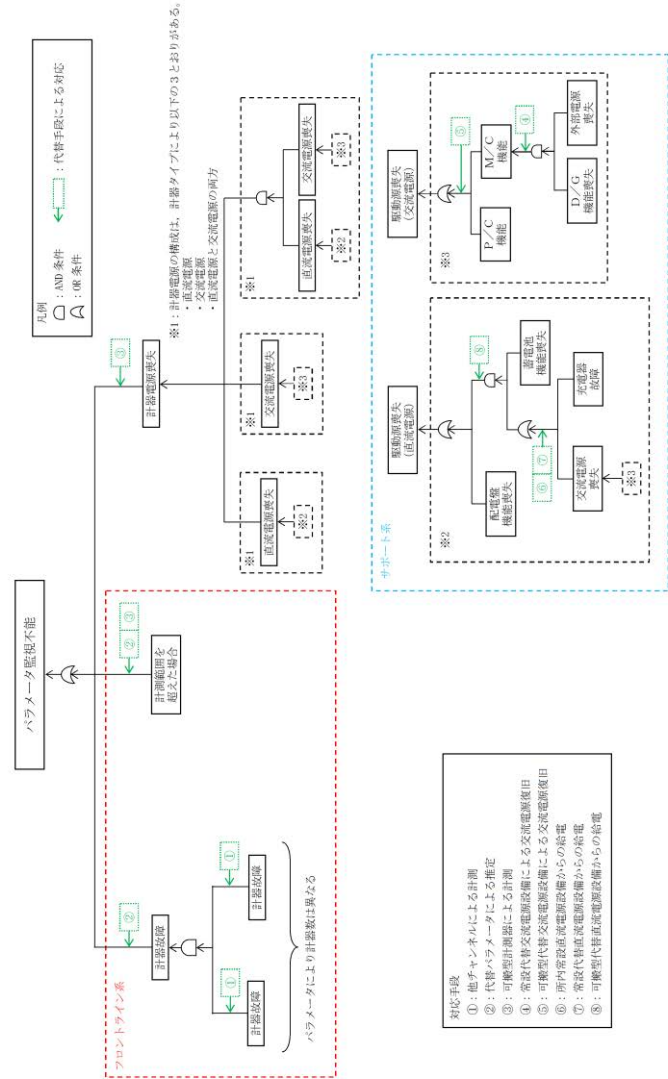 パラメータ監視不能
凡例
：AND 条件
：OR 条件
：代替手段による対応
フロントライン系
②
計器故障
①
計器故障
①
計器故障
パラメータにより計器数は異なる
② ③
計測範囲を
超えた場合
③
計器電源喪失
※1：計器電源の構成は，計器タイプにより以下の3とおりがある。
・直流電源
・交流電源
・直流電源と交流電源の両方
※1
直流電源喪失
※2
※1
交流電源喪失
※3
※1
直流電源喪失
※2
交流電源喪失
※3
サポート系
※2
駆動源喪失
(直流電源)
配電盤
機能喪失
⑧
蓄電池
機能喪失
⑥ ⑦
交流電源
喪失
※3
充電器
故障
※3
駆動源喪失
(交流電源)
⑤
P／C
機能
M／C
機能
④
D／G
機能喪失
外部電源
喪失
対応手段
①：他チャンネルによる計測
②：代替パラメータによる推定
③：可搬型計測器による計測
④：常設代替交流電源設備による交流電源復旧
⑤：可搬型代替交流電源設備による交流電源復旧
⑥：所内常設直流電源設備からの給電
⑦：常設代替直流電源設備からの給電
⑧：可搬型代替直流電源設備からの給電